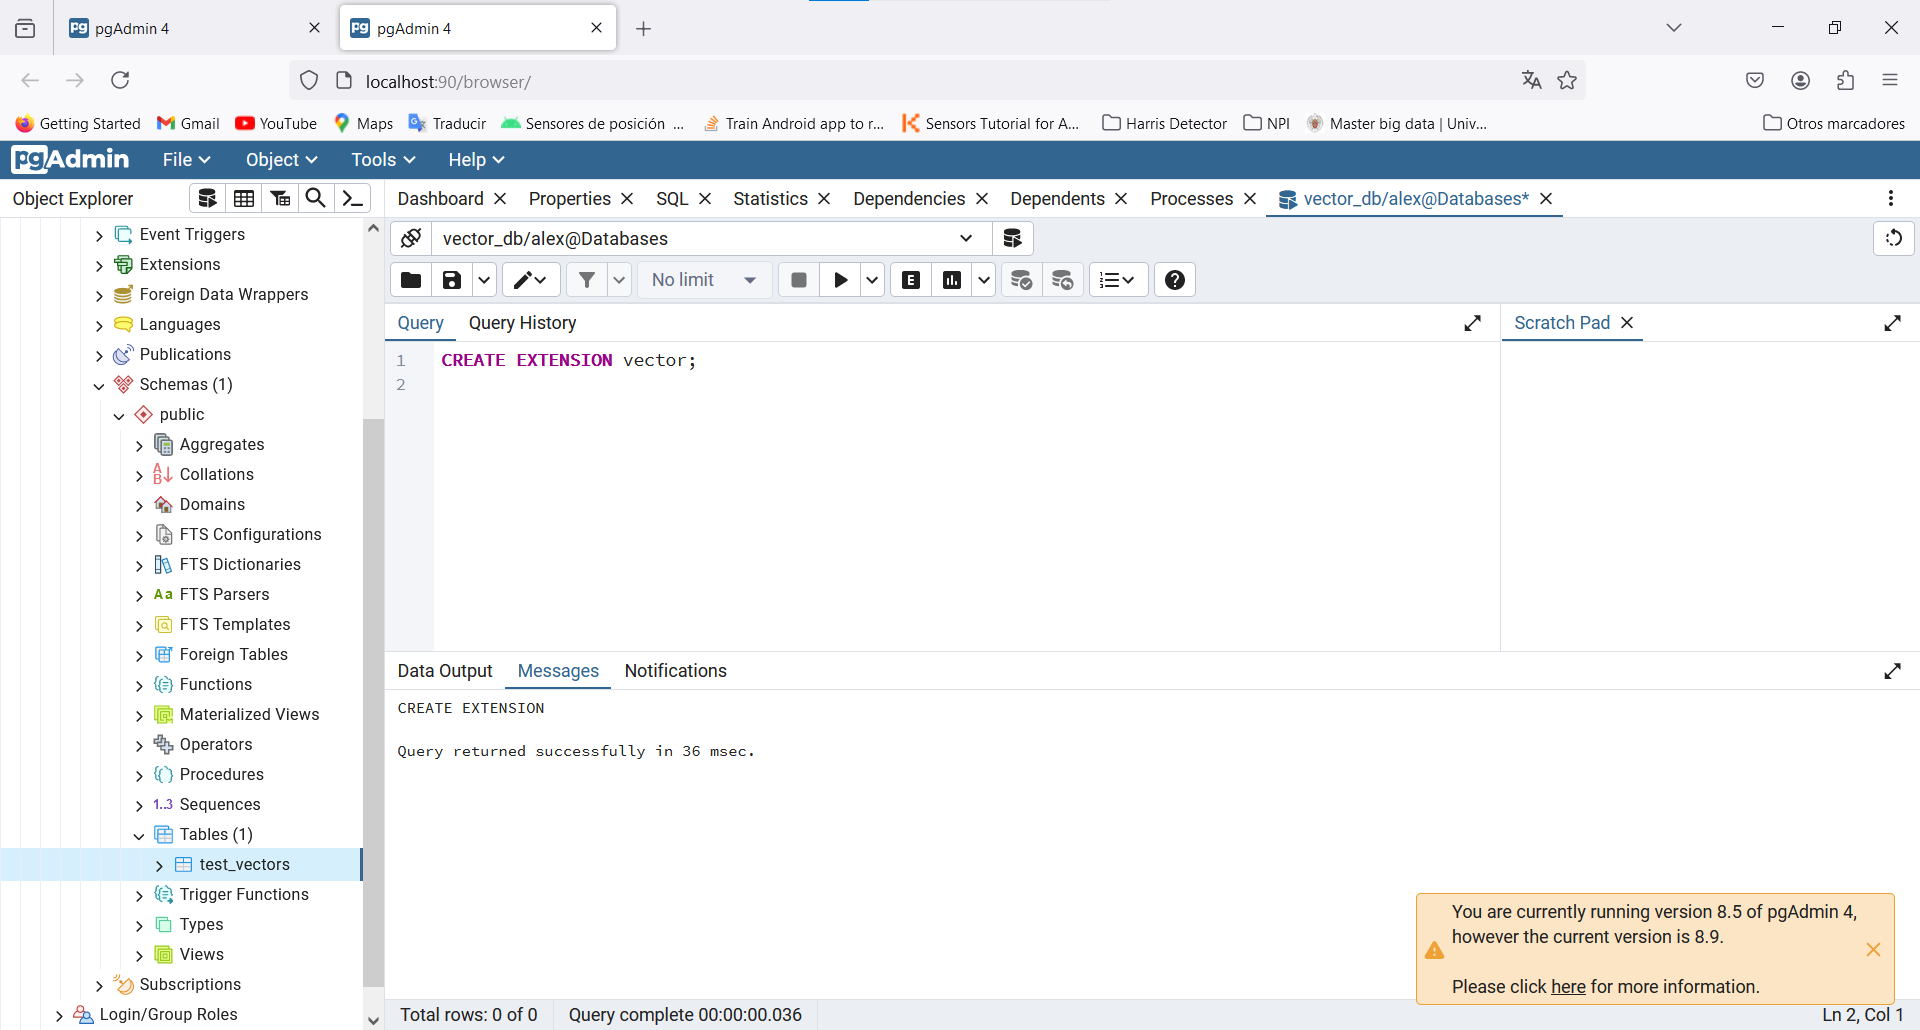 pgAdmin 4
pgAdmin 4
localhost:90/browser/
Getting Started Gmail YouTube Maps Traducir Sensores de posición ... Train Android app to r... Sensors Tutorial for A... Harris Detector NPI Master big data | Univ... Otros marcadores
pgAdmin File Object Tools Help
Object Explorer
Dashboard Properties SQL Statistics Dependencies Dependents Processes vector_db/alex@Databases*
Event Triggers
Extensions
Foreign Data Wrappers
Languages
Publications
Schemas (1)
public
Aggregates
Collations
Domains
FTS Configurations
FTS Dictionaries
Aa FTS Parsers
FTS Templates
Foreign Tables
Functions
Materialized Views
Operators
Procedures
1..3 Sequences
Tables (1)
test_vectors
Trigger Functions
Types
Views
Subscriptions
Login/Group Roles
vector_db/alex@Databases
No limit
E
Query Query History
Scratch Pad
1 CREATE EXTENSION vector;
2
Data Output Messages Notifications
CREATE EXTENSION
Query returned successfully in 36 msec.
You are currently running version 8.5 of pgAdmin 4,
however the current version is 8.9.
Please click here for more information.
Total rows: 0 of 0 Query complete 00:00:00.036 Ln 2, Col 1